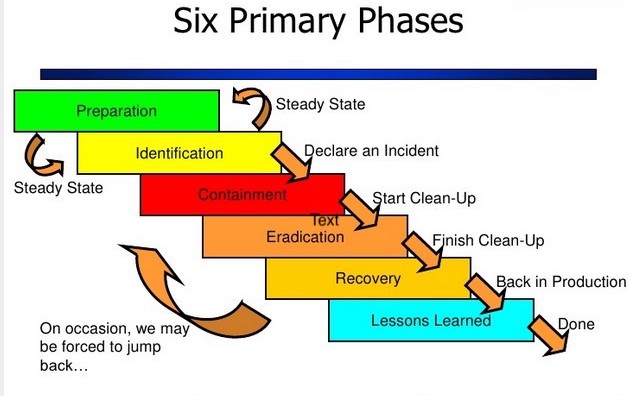 Six Primary Phases
Preparation
Steady State
Identification
Declare an Incident
Steady State
Containment
Start Clean-Up
Text
Eradication
Finish Clean-Up
Recovery
Back in Production
Lessons Learned
Done
On occasion, we may
be forced to jump
back…